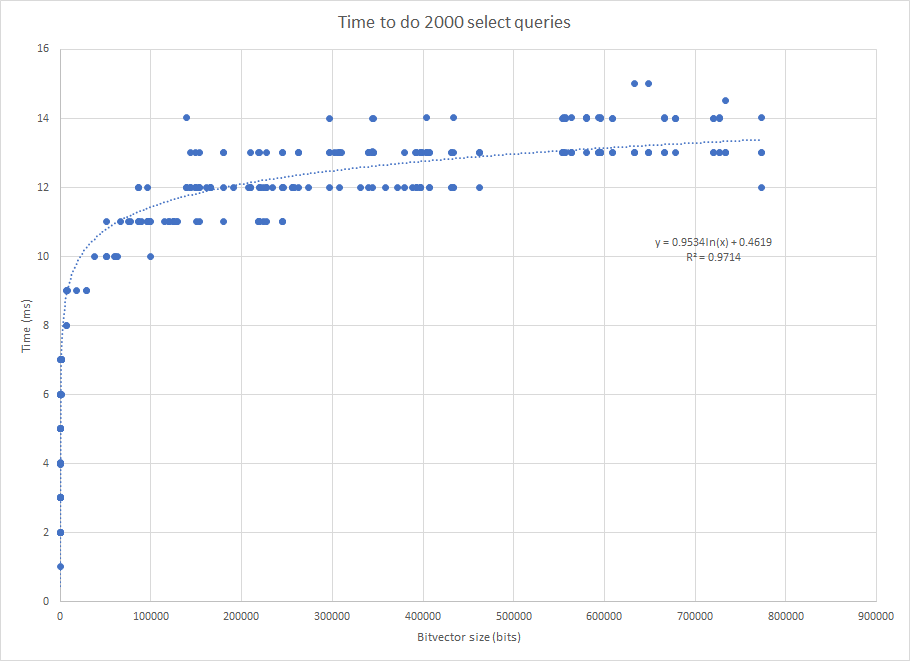 Time to do 2000 select queries
16
14
12
10
8
6
4
2
0
Time (ms)
y = 0.9534ln(x) + 0.4619
R² = 0.9714
0 100000 200000 300000 400000 500000 600000 700000 800000 900000
Bitvector size (bits)